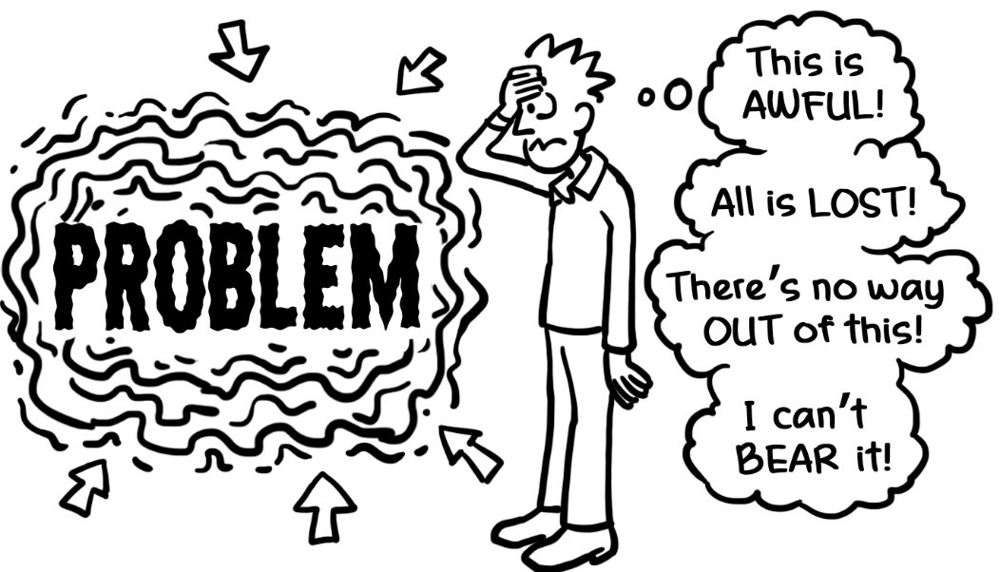 PROBLEM
This is
AWFUL!
All is LOST!
There's no way
OUT of this!
I can't
BEAR it!